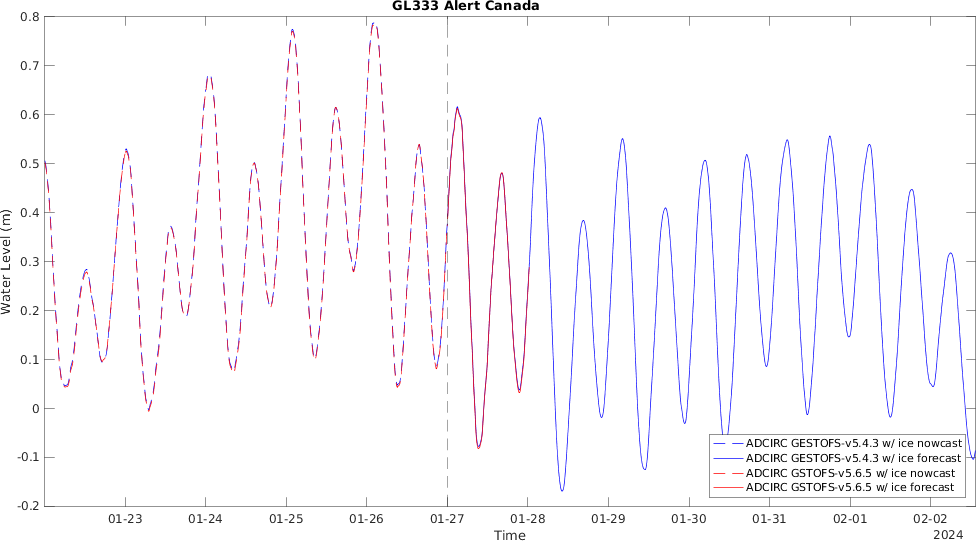 GL333 Alert Canada
0.8
0.7
0.6
0.5
0.4
0.3
0.2
0.1
0
-0.1
-0.2
Water Level (m)
ADCIRC GESTOFS-v5.4.3 w/ ice nowcast
ADCIRC GESTOFS-v5.4.3 w/ ice forecast
ADCIRC GSTOFS-v5.6.5 w/ ice nowcast
ADCIRC GSTOFS-v5.6.5 w/ ice forecast
01-23 01-24 01-25 01-26 01-27 01-28 01-29 01-30 01-31 02-01 02-02
Time
2024